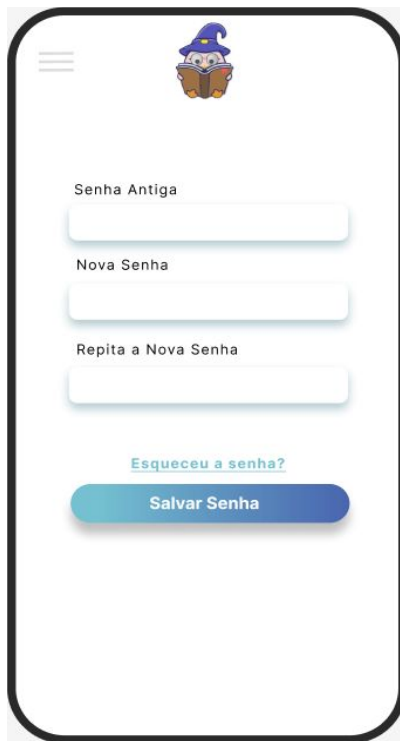 Senha Antiga
Nova Senha
Repita a Nova Senha
Esqueceu a senha?
Salvar Senha